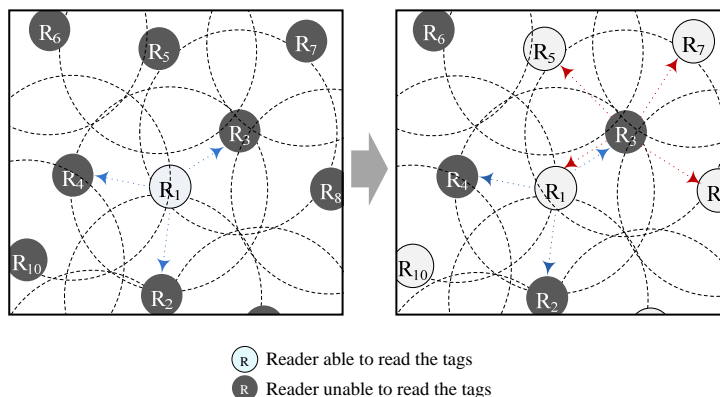 R6
R5
R7
R3
R4
R1
R8
R10
R2
R6
R5
R7
R3
R4
R1
R
R10
R2
R Reader able to read the tags
R Reader unable to read the tags